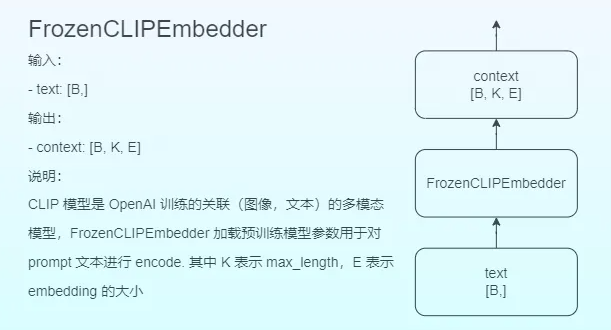 FrozenCLIPEmbedder
输入：
- text: [B,]
输出：
- context: [B, K, E]
说明：
CLIP 模型是 OpenAI 训练的关联（图像，文本）的多模态
模型，FrozenCLIPEmbedder 加载预训练模型参数用于对
prompt 文本进行 encode. 其中 K 表示 max_length，E 表示
embedding 的大小
context
[B, K, E]
FrozenCLIPEmbedder
text
[B,]